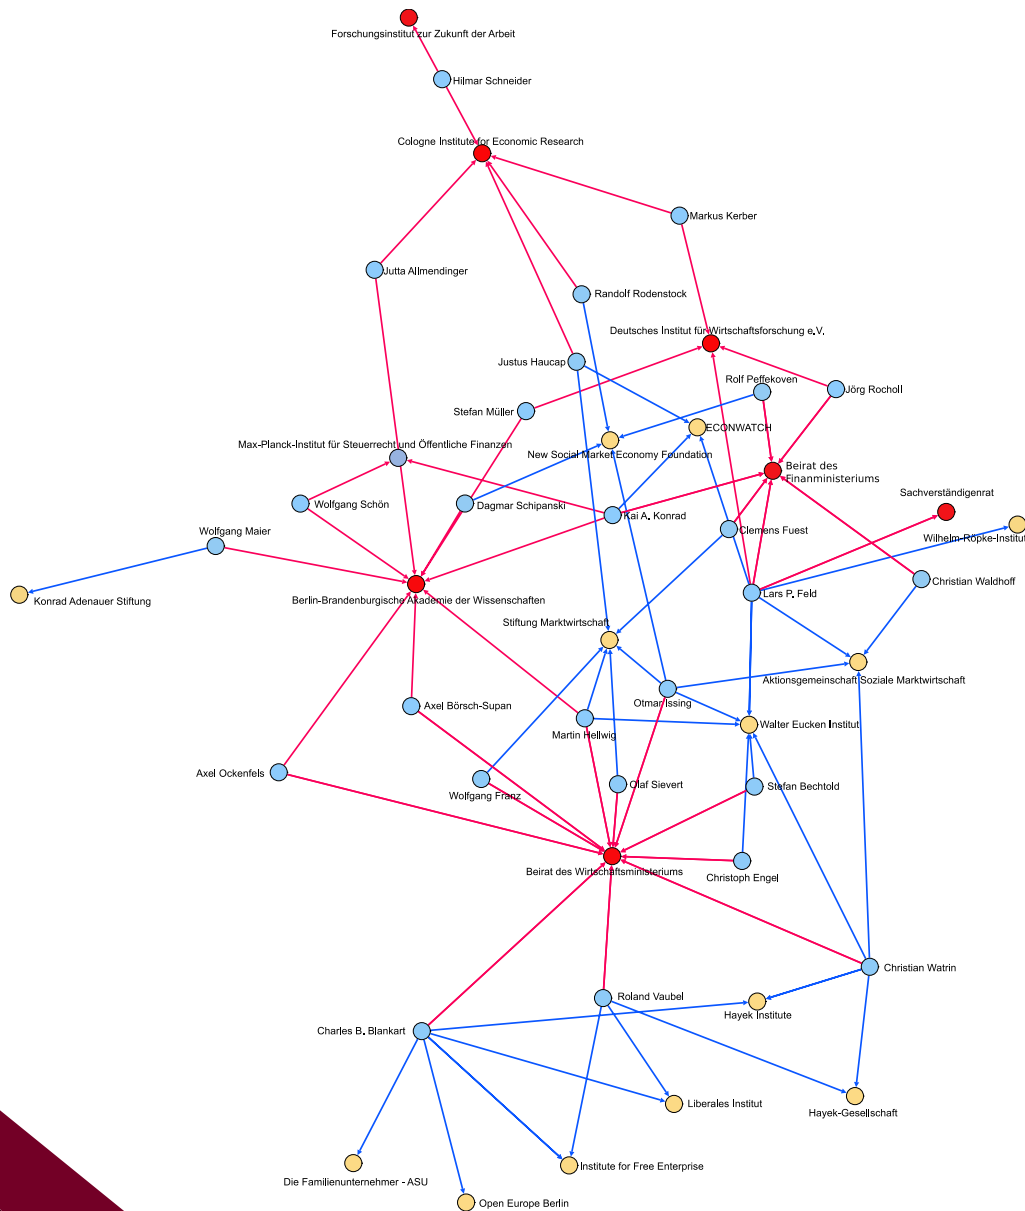 Forschungsinstitut zur Zukunft der Arbeit
Hilmar Schneider
Cologne Institute for Economic Research
Markus Kerber
Jutta Allmendinger
Randolf Rodenstock
Deutsches Institut für Wirtschaftsforschung e.V.
Justus Haucap
Rolf Peffekoven
Jörg Rocholl
Stefan Müller
ECONWATCH
Max-Planck-Institut für Steuerrecht und Öffentliche Finanzen
New Social Market Economy Foundation
Beirat des
Finanministeriums
Sachverständigenrat
Wolfgang Schön
Dagmar Schipanski
Kai A. Konrad
Clemens Fuest
Wolfgang Maier
Wilhelm-Röpke-Institut
Christian Waldhoff
Konrad Adenauer Stiftung
Berlin-Brandenburgische Akademie der Wissenschaften
Lars P. Feld
Stiftung Marktwirtschaft
Aktionsgemeinschaft Soziale Marktwirtschaft
Otmar Issing
Axel Börsch-Supan
Martin Hellwig
Walter Eucken Institut
Axel Ockenfels
Wolfgang Franz
Olaf Sievert
Stefan Bechtold
Beirat des Wirtschaftsministeriums
Christoph Engel
Christian Watrin
Roland Vaubel
Hayek Institute
Charles B. Blankart
Liberales Institut
Hayek-Gesellschaft
Institute for Free Enterprise
Die Familienunternehmer - ASU
Open Europe Berlin